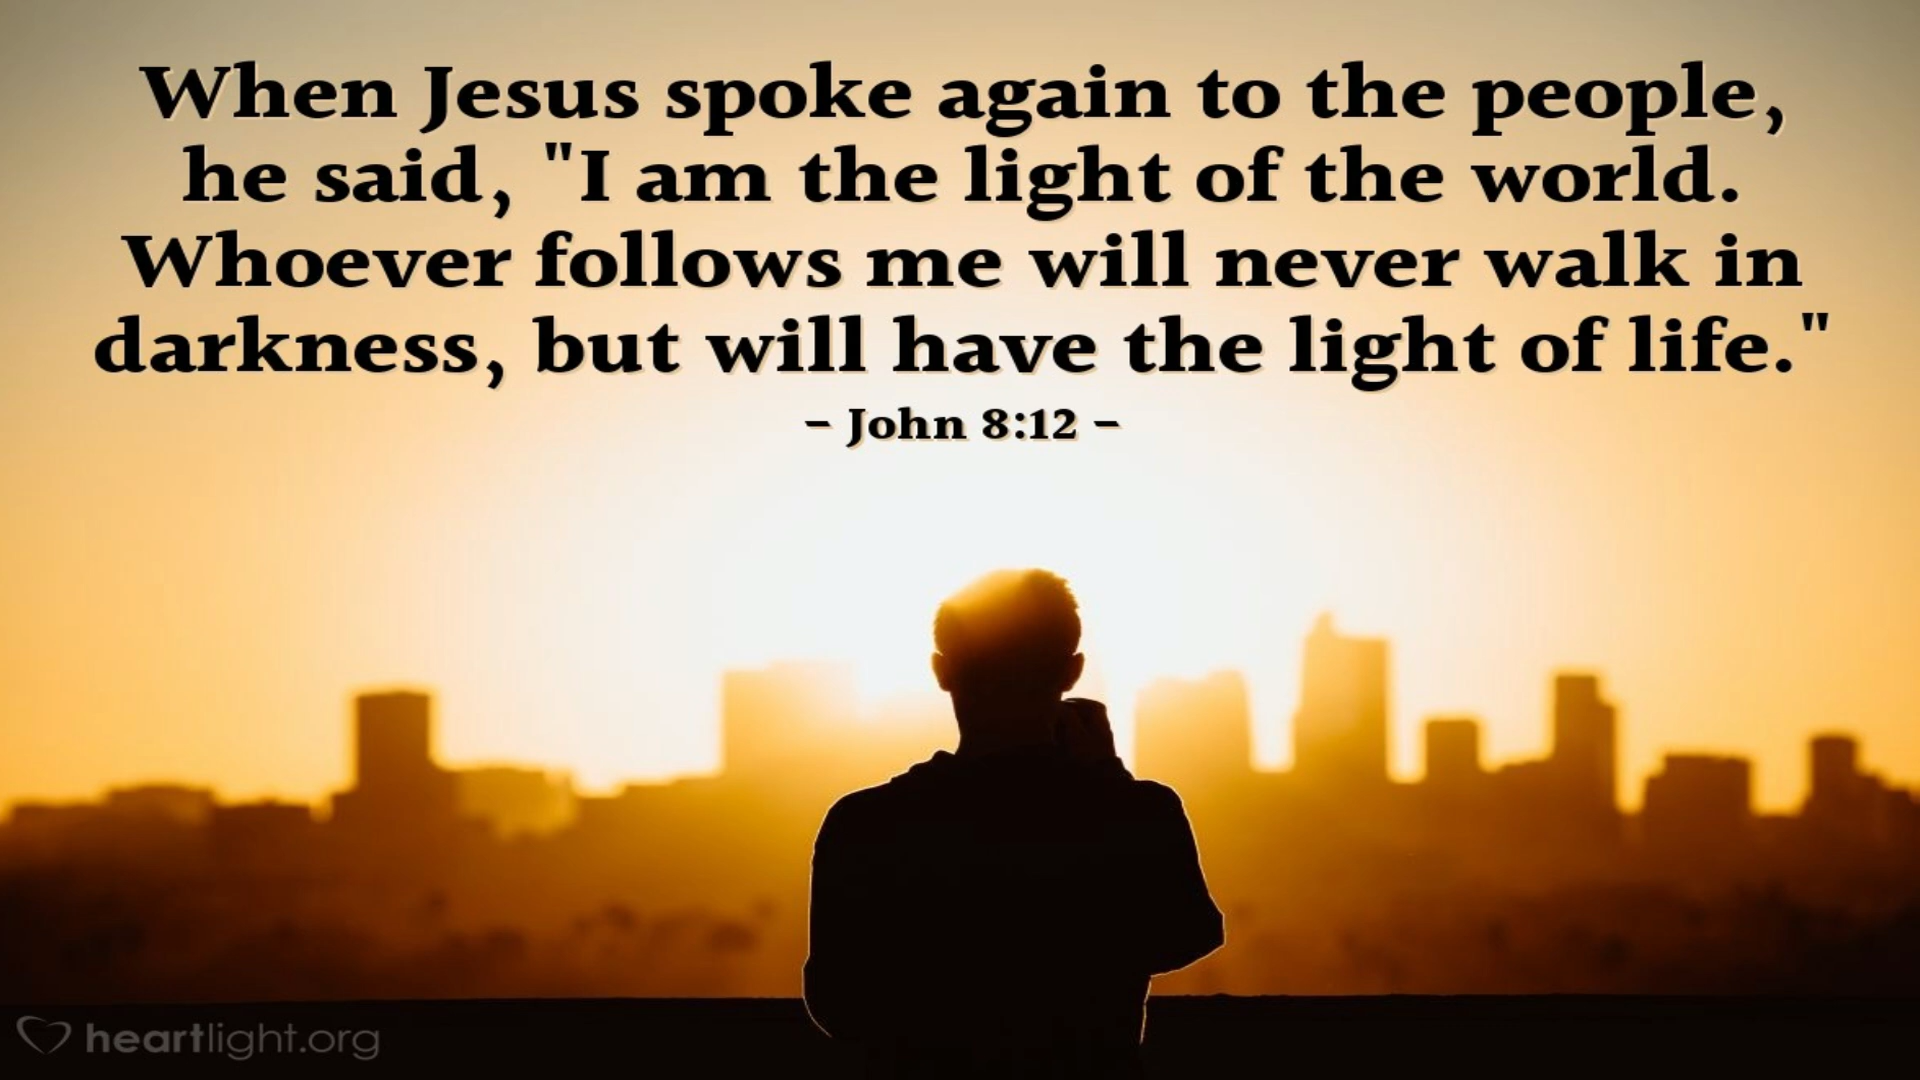 When Jesus spoke again to the people,
he said, "I am the light of the world.
Whoever follows me will never walk in
darkness, but will have the light of life."
– John 8:12 –
heartlight.org